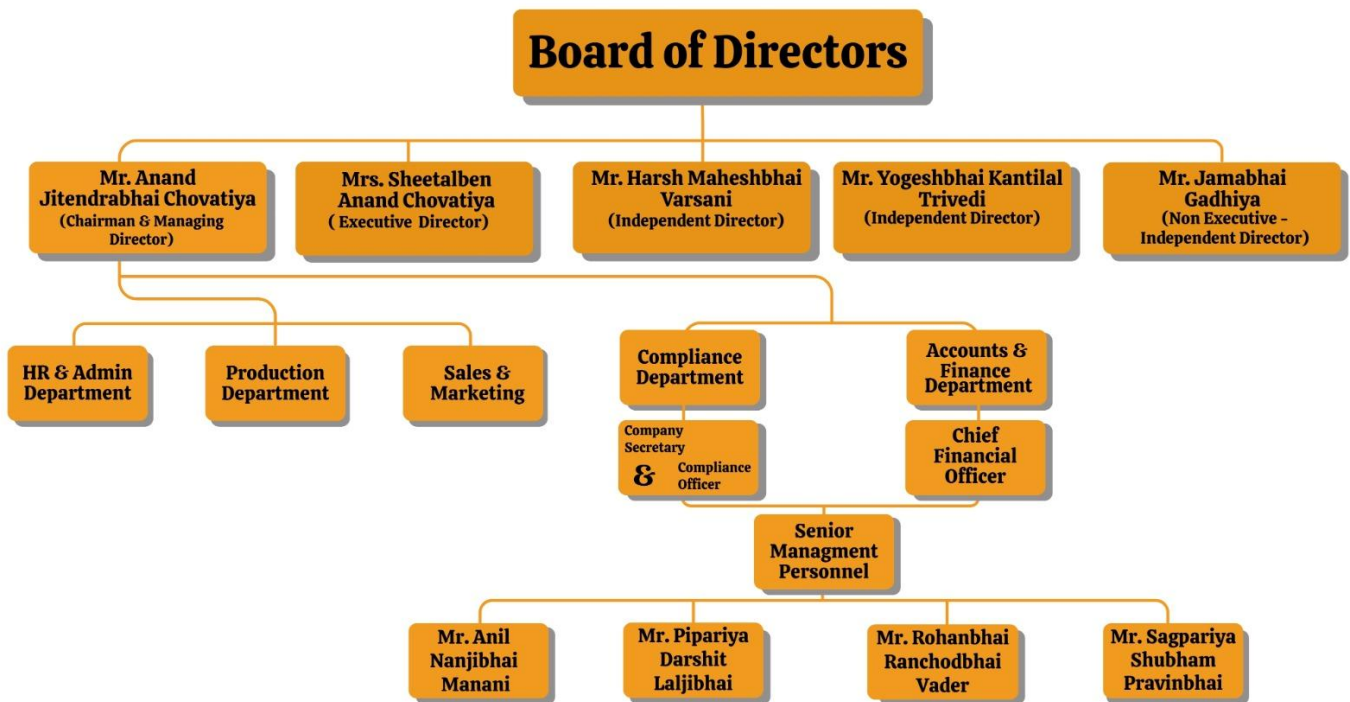 Board of Directors
Mr. Anand
Jitendrabhai Chovatiya
(Chairman & Managing
Director)
Mrs. Sheetalben
Anand Chovatiya
( Executive Director)
Mr. Harsh Maheshbhai
Varsani
(Independent Director)
Mr. Yogeshbhai Kantilal
Trivedi
(Independent Director)
Mr. Jamabhai
Gadhiya
(Non Executive -
Independent Director)
HR & Admin
Department
Production
Department
Sales &
Marketing
Compliance
Department
Accounts &
Finance
Department
Company
Secretary
& Compliance
Officer
Chief
Financial
Officer
Senior
Managment
Personnel
Mr. Anil
Nanjibhai
Manani
Mr. Pipariya
Darshit
Laljibhai
Mr. Rohanbhai
Ranchodbhai
Vader
Mr. Sagpariya
Shubham
Pravinbhai